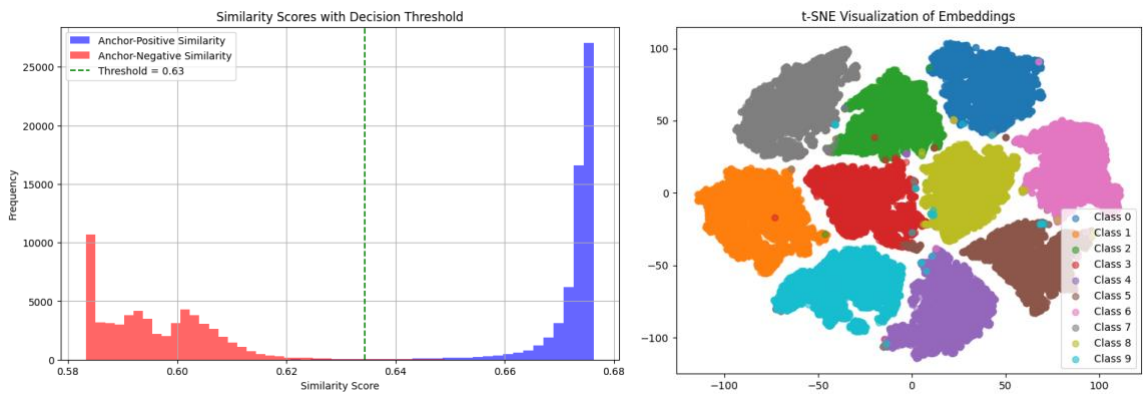 Similarity Scores with Decision Threshold
Anchor-Positive Similarity
Anchor-Negative Similarity
Threshold = 0.63
Frequency
25000
20000
15000
10000
5000
0
0.58
0.60
0.62
0.64
0.66
0.68
Similarity Score
t-SNE Visualization of Embeddings
100
50
0
−50
−100
−100
−50
0
50
100
Class 0
Class 1
Class 2
Class 3
Class 4
Class 5
Class 6
Class 7
Class 8
Class 9